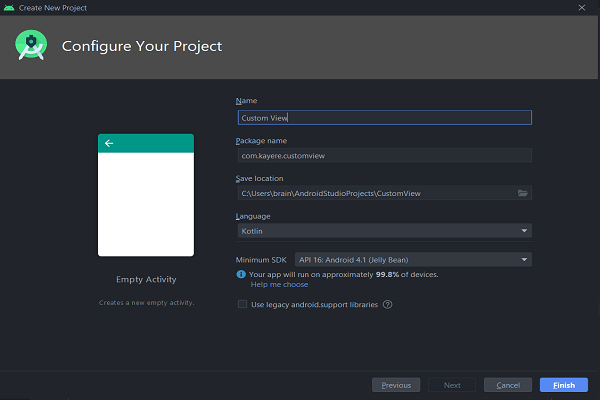 Create New Project
Configure Your Project
Name
Custom View
Package name
com.kayere.customview
Save location
C:\Users\brain\AndroidStudioProjects\CustomView
Language
Kotlin
Minimum SDK API 16: Android 4.1 (Jelly Bean)
Your app will run on approximately 99.8% of devices.
Help me choose
Use legacy android.support libraries ?
Empty Activity
Creates a new empty activity.
Previous Next Cancel Finish